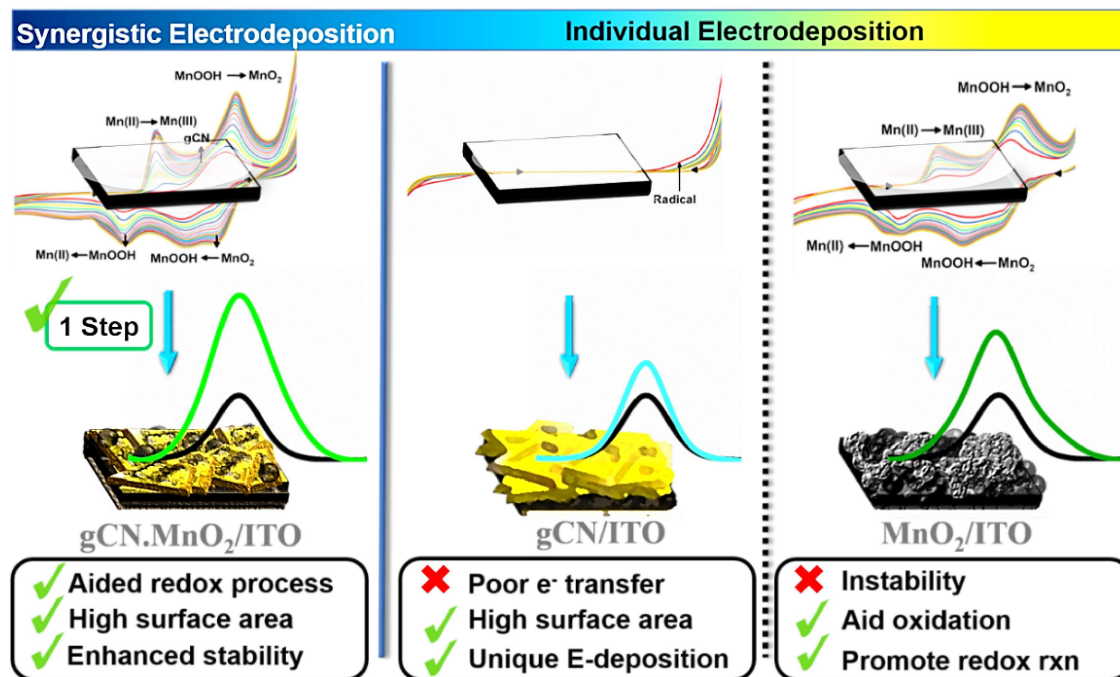 Synergistic Electrodeposition
Individual Electrodeposition
MnOOH → MnO₂
Mn(II) → Mn(III)
gCN
Mn(II) ← MnOOH
MnOOH ← MnO₂
1 Step
gCN.MnO₂/ITO
Aided redox process
High surface area
Enhanced stability
Radical
gCN/ITO
Poor e⁻ transfer
High surface area
Unique E-deposition
MnOOH → MnO₂
Mn(II) → Mn(III)
Mn(II) ← MnOOH
MnOOH ← MnO₂
MnO₂/ITO
Instability
Aid oxidation
Promote redox rxn